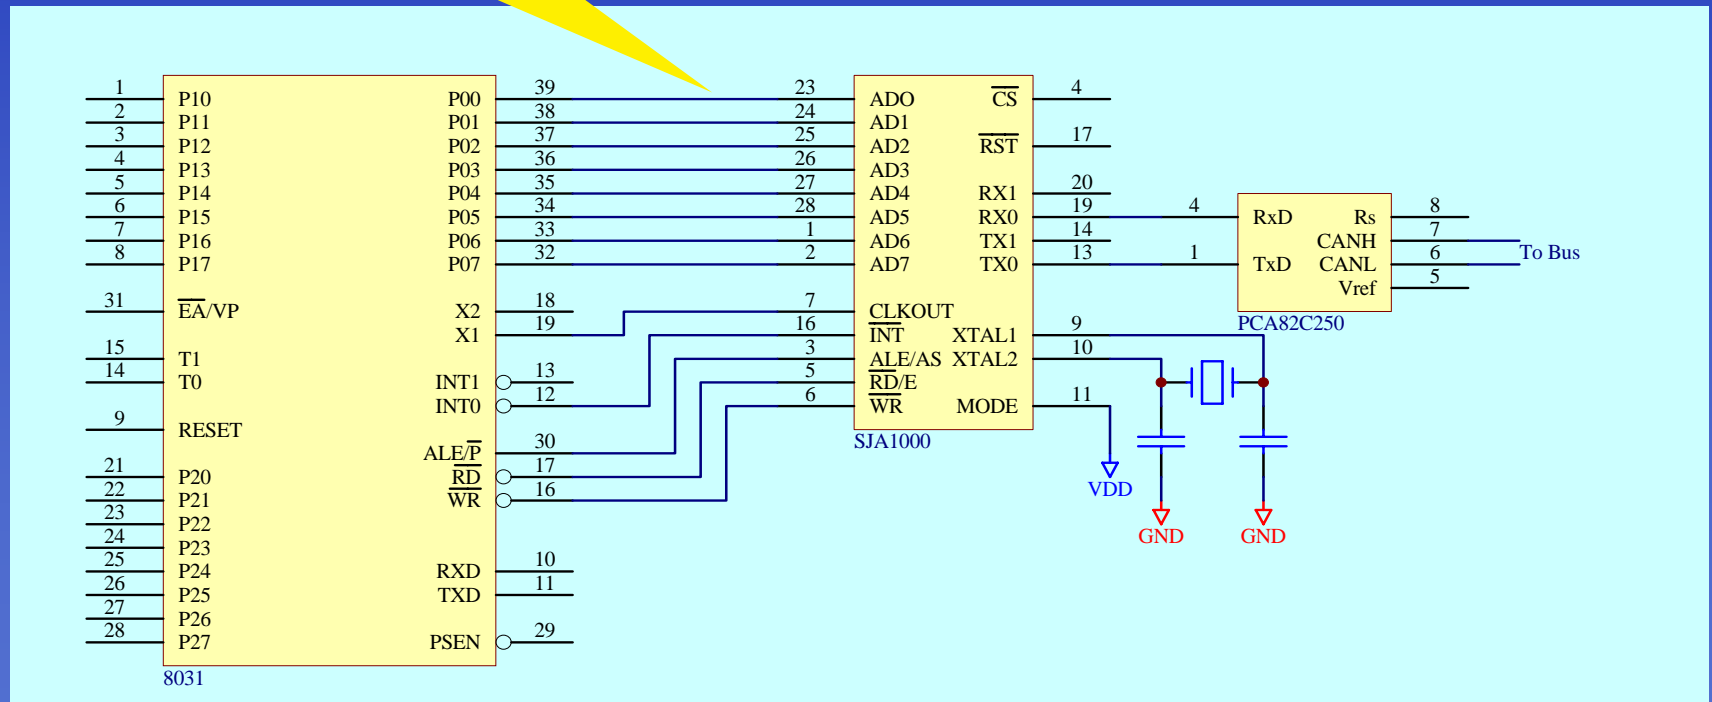 1 P10 P00 39 23 ADO CS 4
2 P11 P01 38 24 AD1
3 P12 P02 37 25 AD2 RST 17
4 P13 P03 36 26 AD3
5 P14 P04 35 27 AD4 RX1 20
6 P15 P05 34 28 AD5 RX0 19 4 RxD Rs 8
7 P16 P06 33 1 AD6 TX1 14 CANH 7
8 P17 P07 32 2 AD7 TX0 13 1 TxD CANL 6 To Bus
Vref 5
31 EA/VP X2 18 7 CLKOUT PCA82C250
X1 19 16 INT XTAL1 9
15 T1 3 ALE/AS XTAL2 10
14 T0 INT1 13 5 RD/E
INT0 12 6 WR MODE 11
9 RESET SJA1000
ALE/P 30
21 P20 RD 17 VDD
22 P21 WR 16
23 P22 GND GND
24 P23
25 P24 RXD 10
26 P25 TXD 11
27 P26
28 P27 PSEN 29
8031